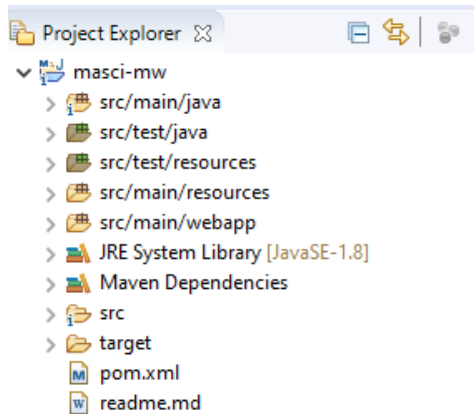 Project Explorer
masci-mw
src/main/java
src/test/java
src/test/resources
src/main/resources
src/main/webapp
JRE System Library [JavaSE-1.8]
Maven Dependencies
src
target
pom.xml
readme.md